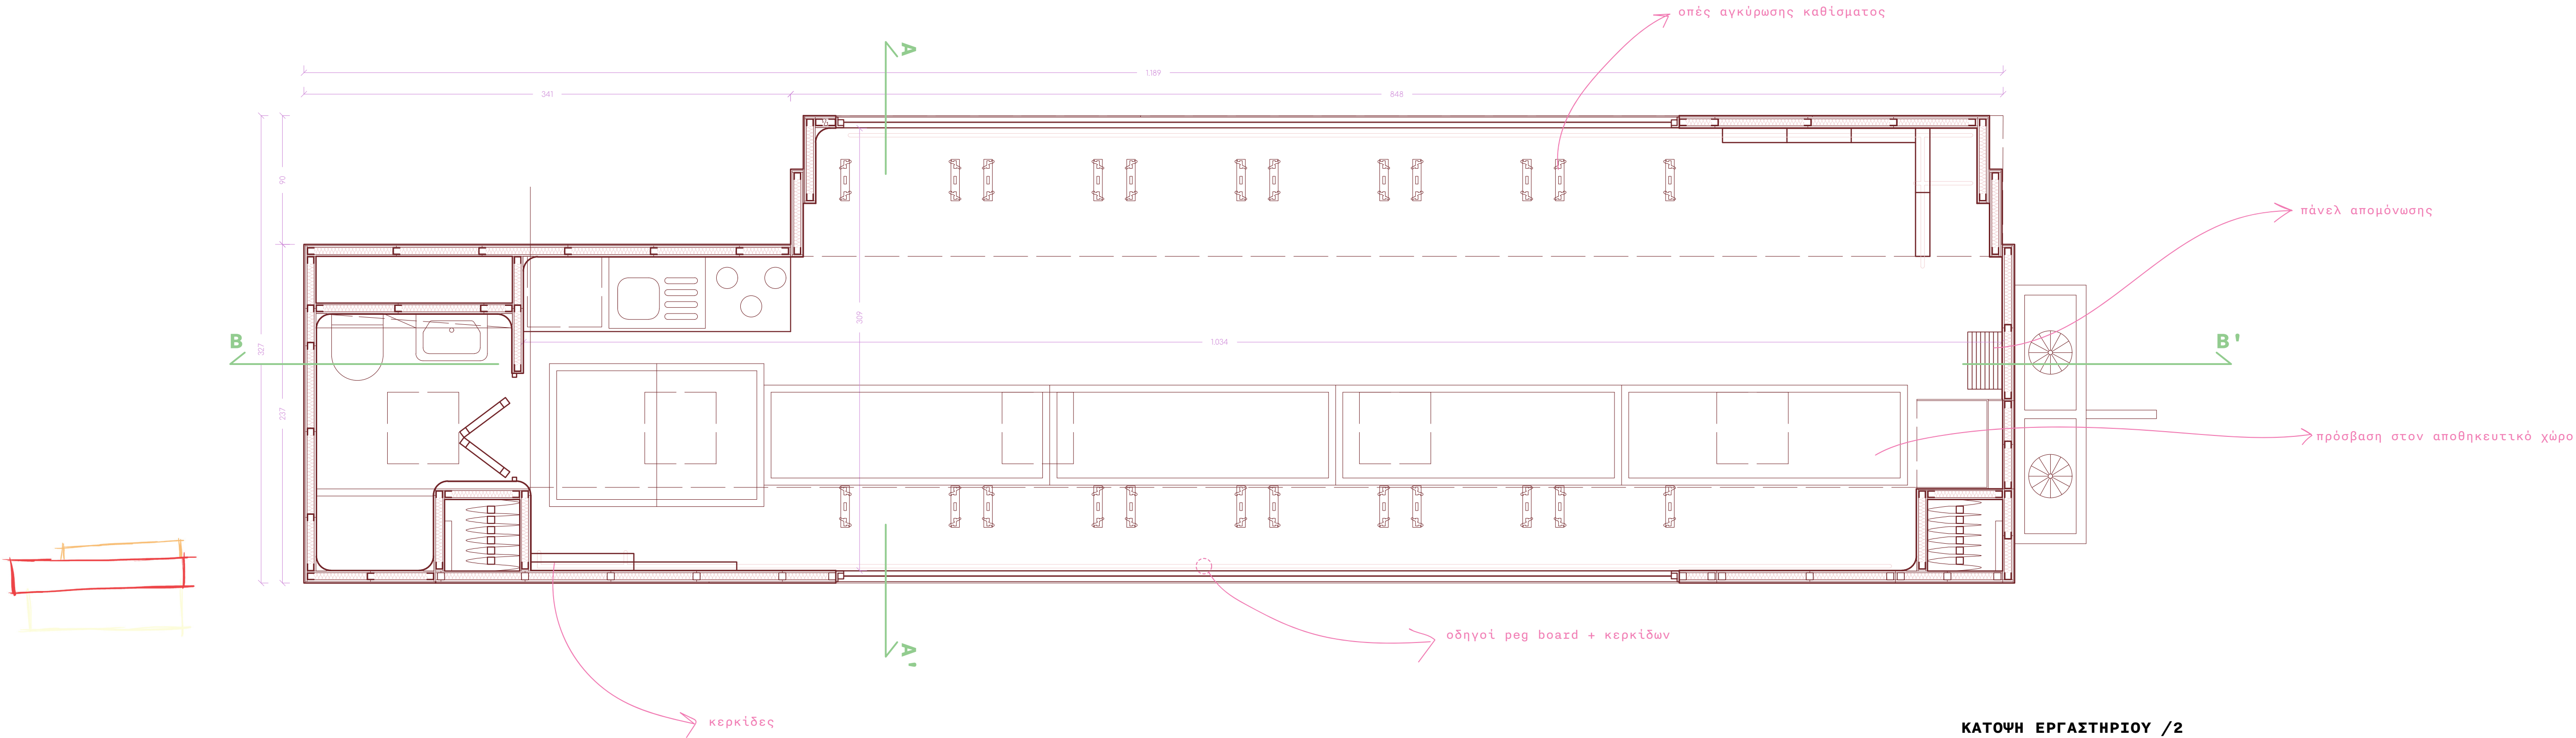 οπές αγκύρωσης καθίσματος
A
1.189
341
848
90
πάνελ απομόνωσης
309
B
327
1.034
B'
237
πρόσβαση στον αποθηκευτικό χώρο
οδηγοί peg board + κερκίδων
A'
κερκίδες
ΚΑΤΟΨΗ ΕΡΓΑΣΤΗΡΙΟΥ /2